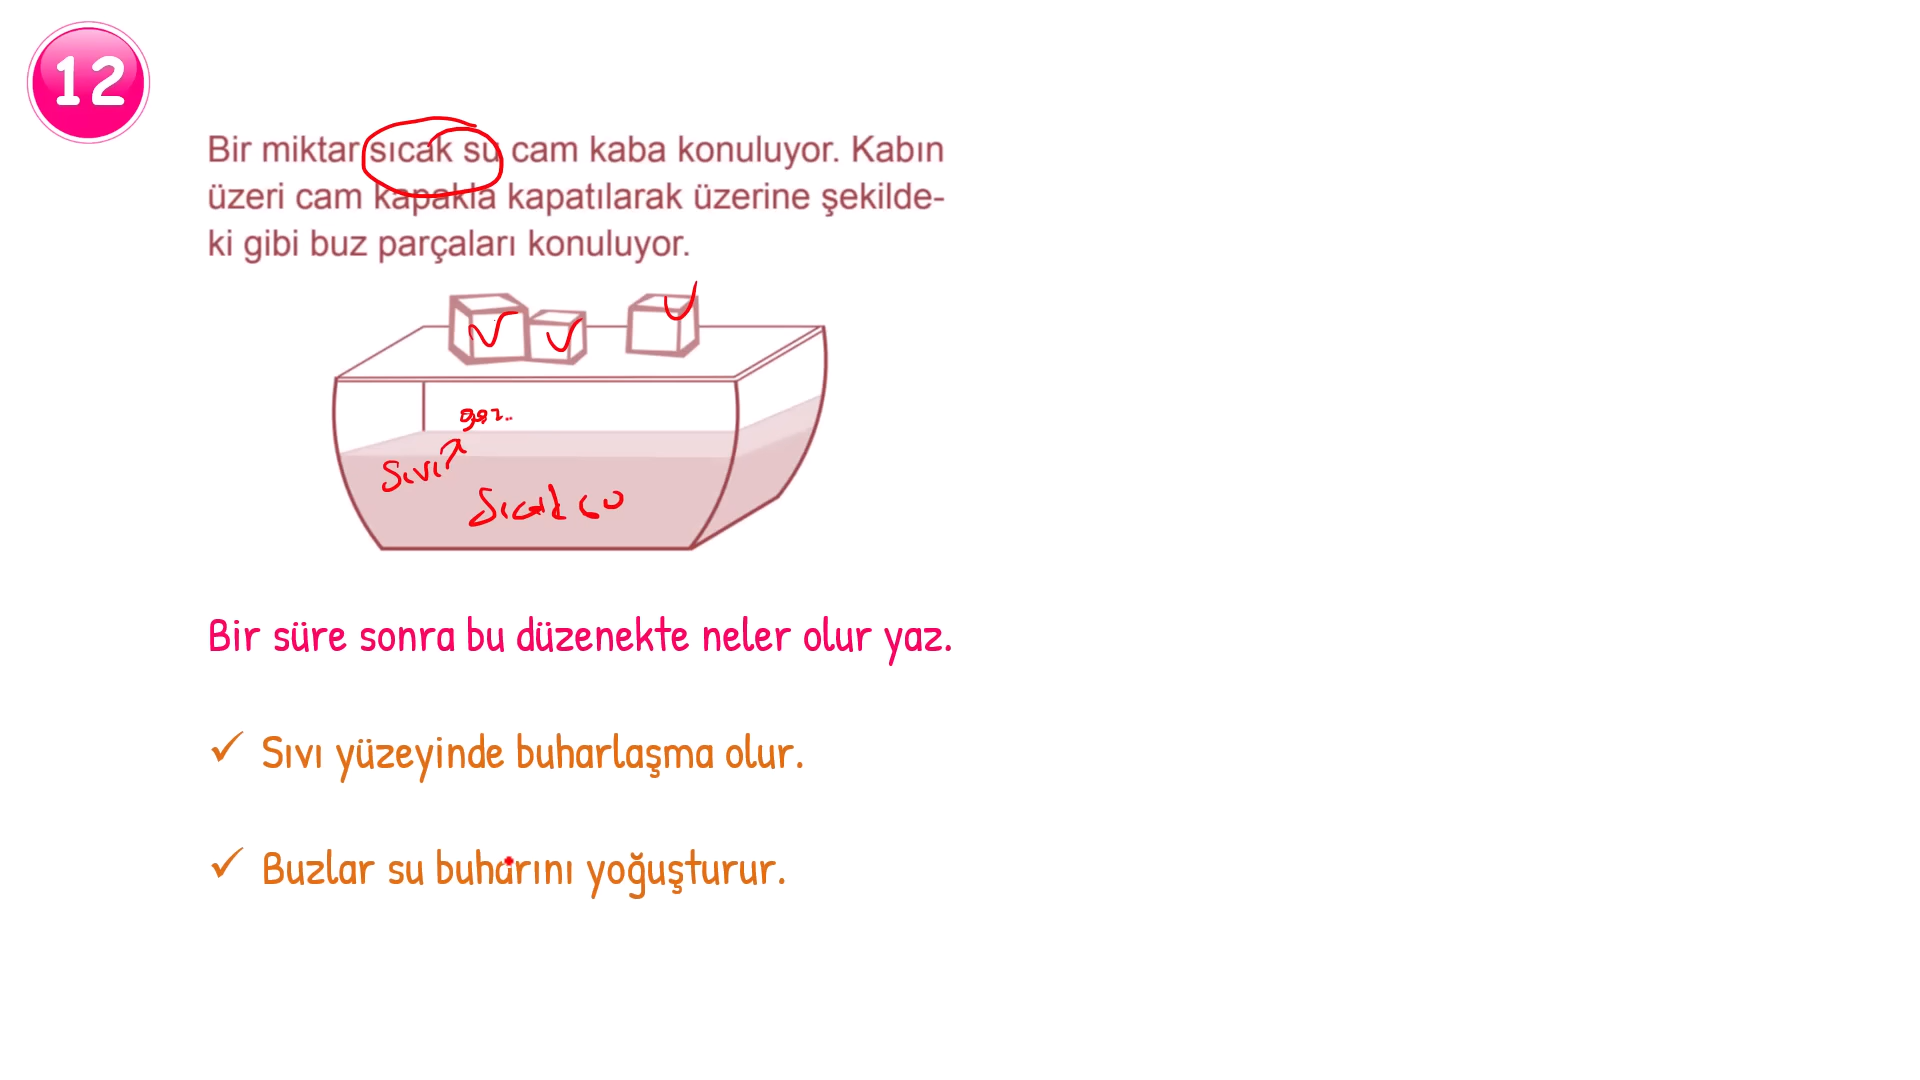 12
Bir miktar sıcak su cam kaba konuluyor. Kabın
üzeri cam kapakla kapatılarak üzerine şekilde-
ki gibi buz parçaları konuluyor.
gaz..
Sıvı
Sıcak su
Bir süre sonra bu düzenekte neler olur yaz.
✓ Sıvı yüzeyinde buharlaşma olur.
✓ Buzlar su buharını yoğuşturur.